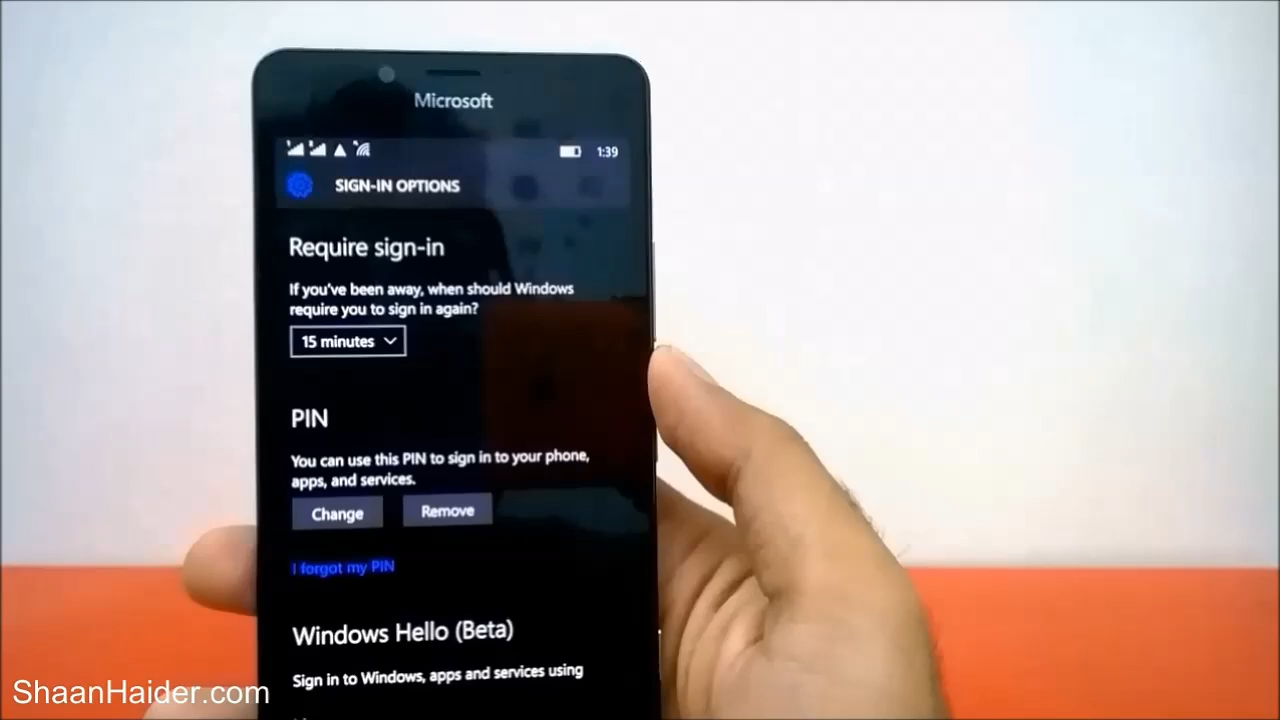 Microsoft
1:39
SIGN-IN OPTIONS
Require sign-in
If you've been away, when should Windows
require you to sign in again?
15 minutes
PIN
You can use this PIN to sign in to your phone,
apps, and services.
Change Remove
I forgot my PIN
Windows Hello (Beta)
Sign in to Windows, apps and services using
ShaanHaider.com